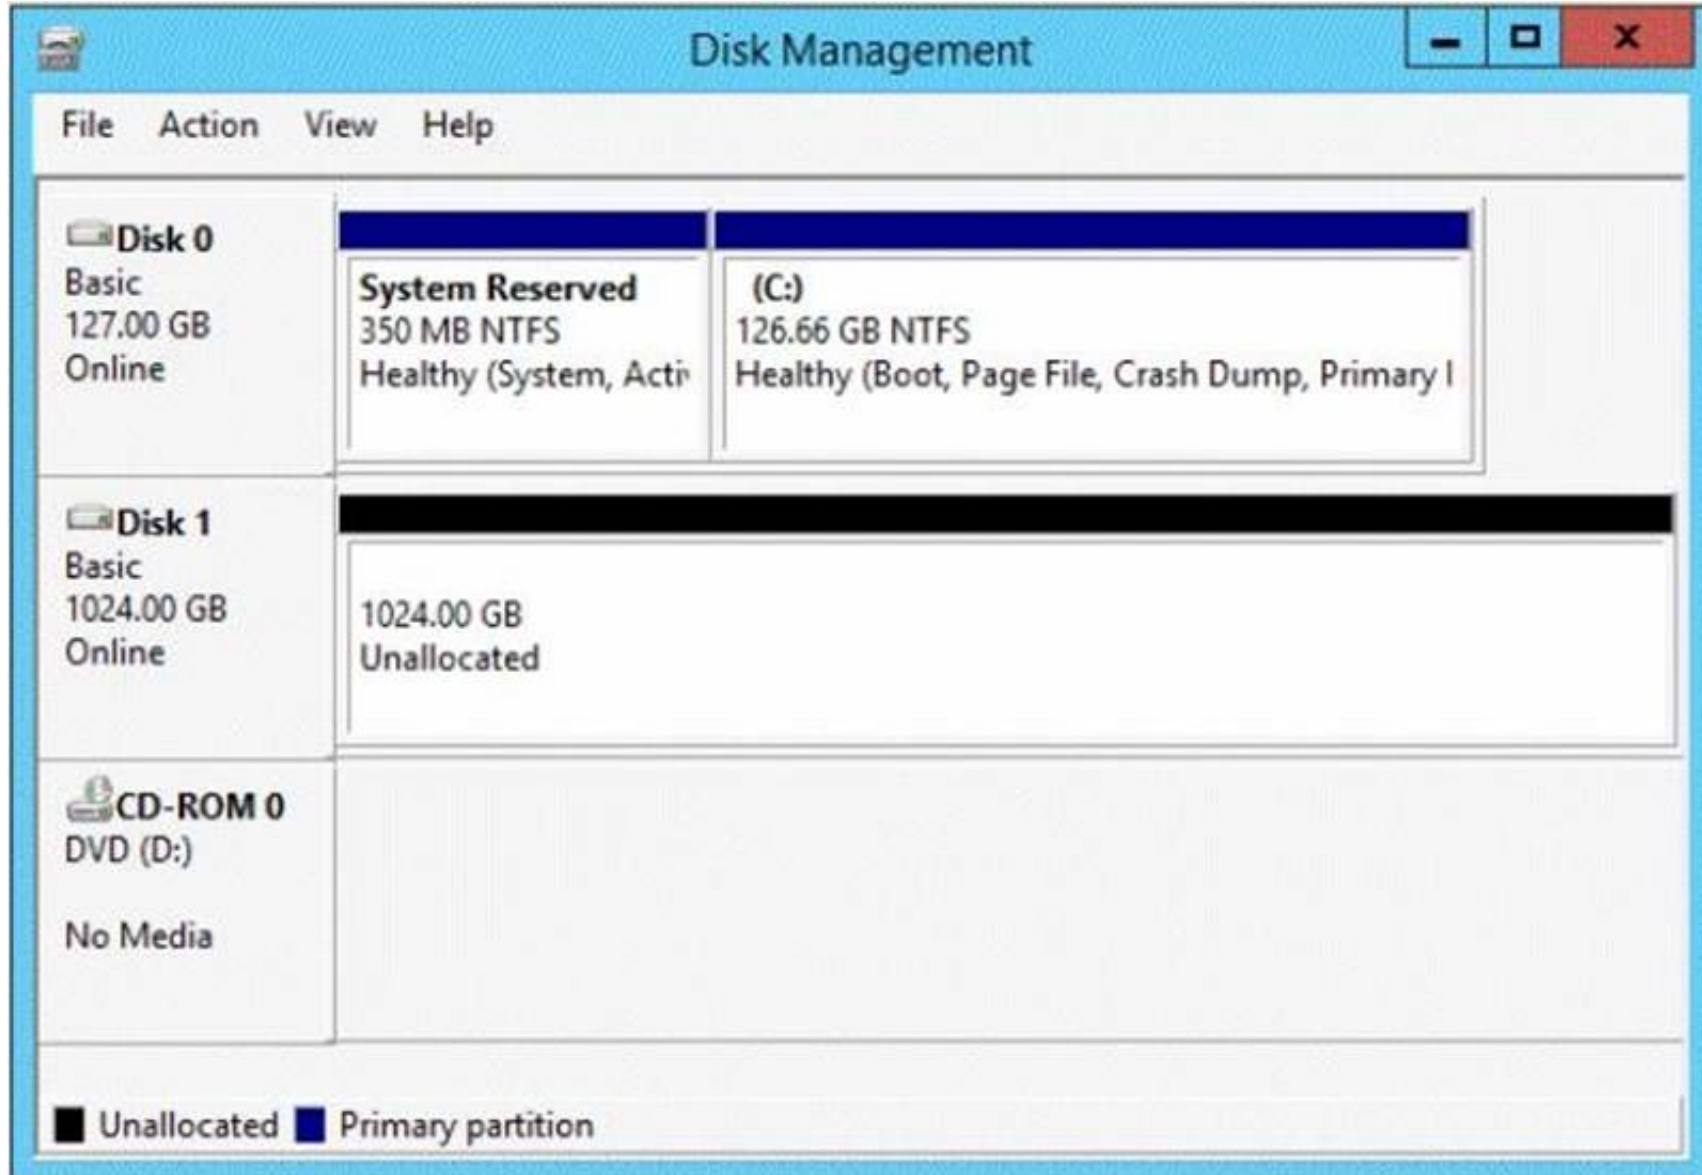 Disk Management
File Action View Help
Disk 0
Basic
127.00 GB
Online
System Reserved
350 MB NTFS
Healthy (System, Activ
(C:)
126.66 GB NTFS
Healthy (Boot, Page File, Crash Dump, Primary I
Disk 1
Basic
1024.00 GB
Online
1024.00 GB
Unallocated
CD-ROM 0
DVD (D:)
No Media
Unallocated Primary partition